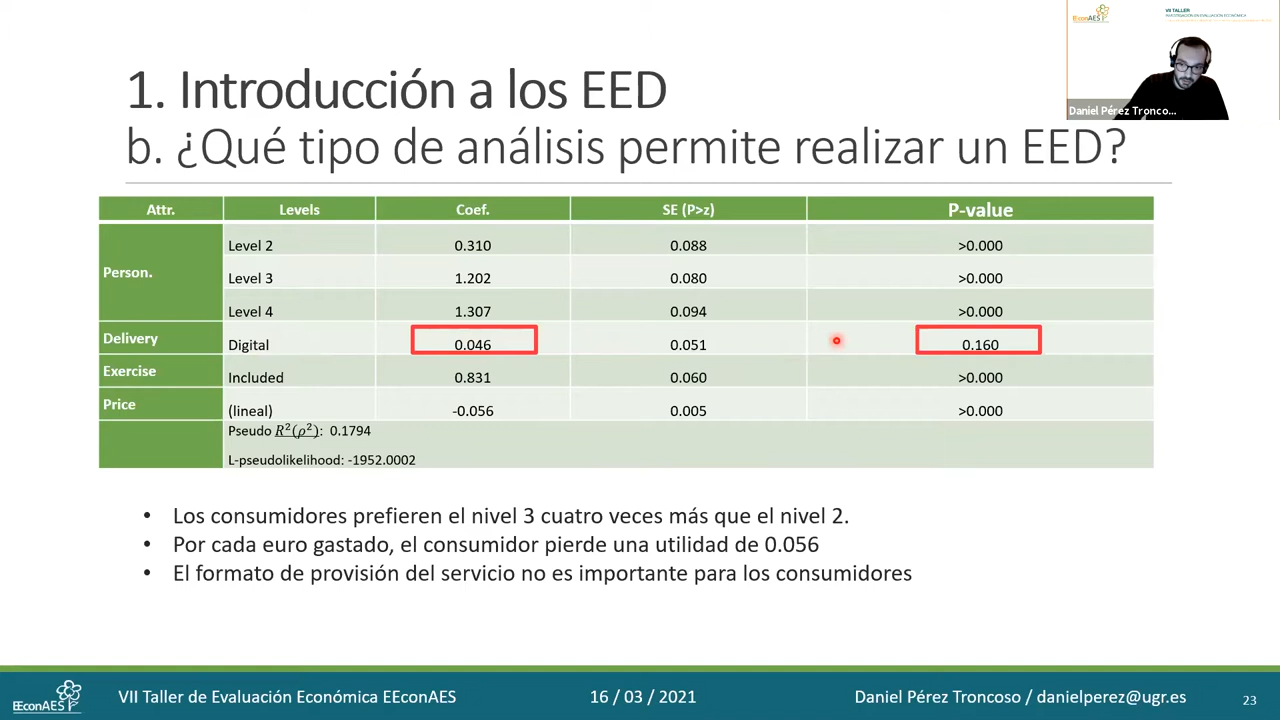 EEconAES
VII TALLER
INVESTIGACIÓN EN EVALUACIÓN ECONÓMICA
Daniel Pérez Tronco...
1. Introducción a los EED
b. ¿Qué tipo de análisis permite realizar un EED?
Attr. Levels Coef. SE (P>z) P-value
Person. Level 2 0.310 0.088 >0.000
Level 3 1.202 0.080 >0.000
Level 4 1.307 0.094 >0.000
Delivery Digital 0.046 0.051 0.160
Exercise Included 0.831 0.060 >0.000
Price (lineal) -0.056 0.005 >0.000
Pseudo R²(ρ²): 0.1794
L-pseudolikelihood: -1952.0002
• Los consumidores prefieren el nivel 3 cuatro veces más que el nivel 2.
• Por cada euro gastado, el consumidor pierde una utilidad de 0.056
• El formato de provisión del servicio no es importante para los consumidores
EEconAES VII Taller de Evaluación Económica EEconAES 16 / 03 / 2021 Daniel Pérez Troncoso / danielperez@ugr.es 23